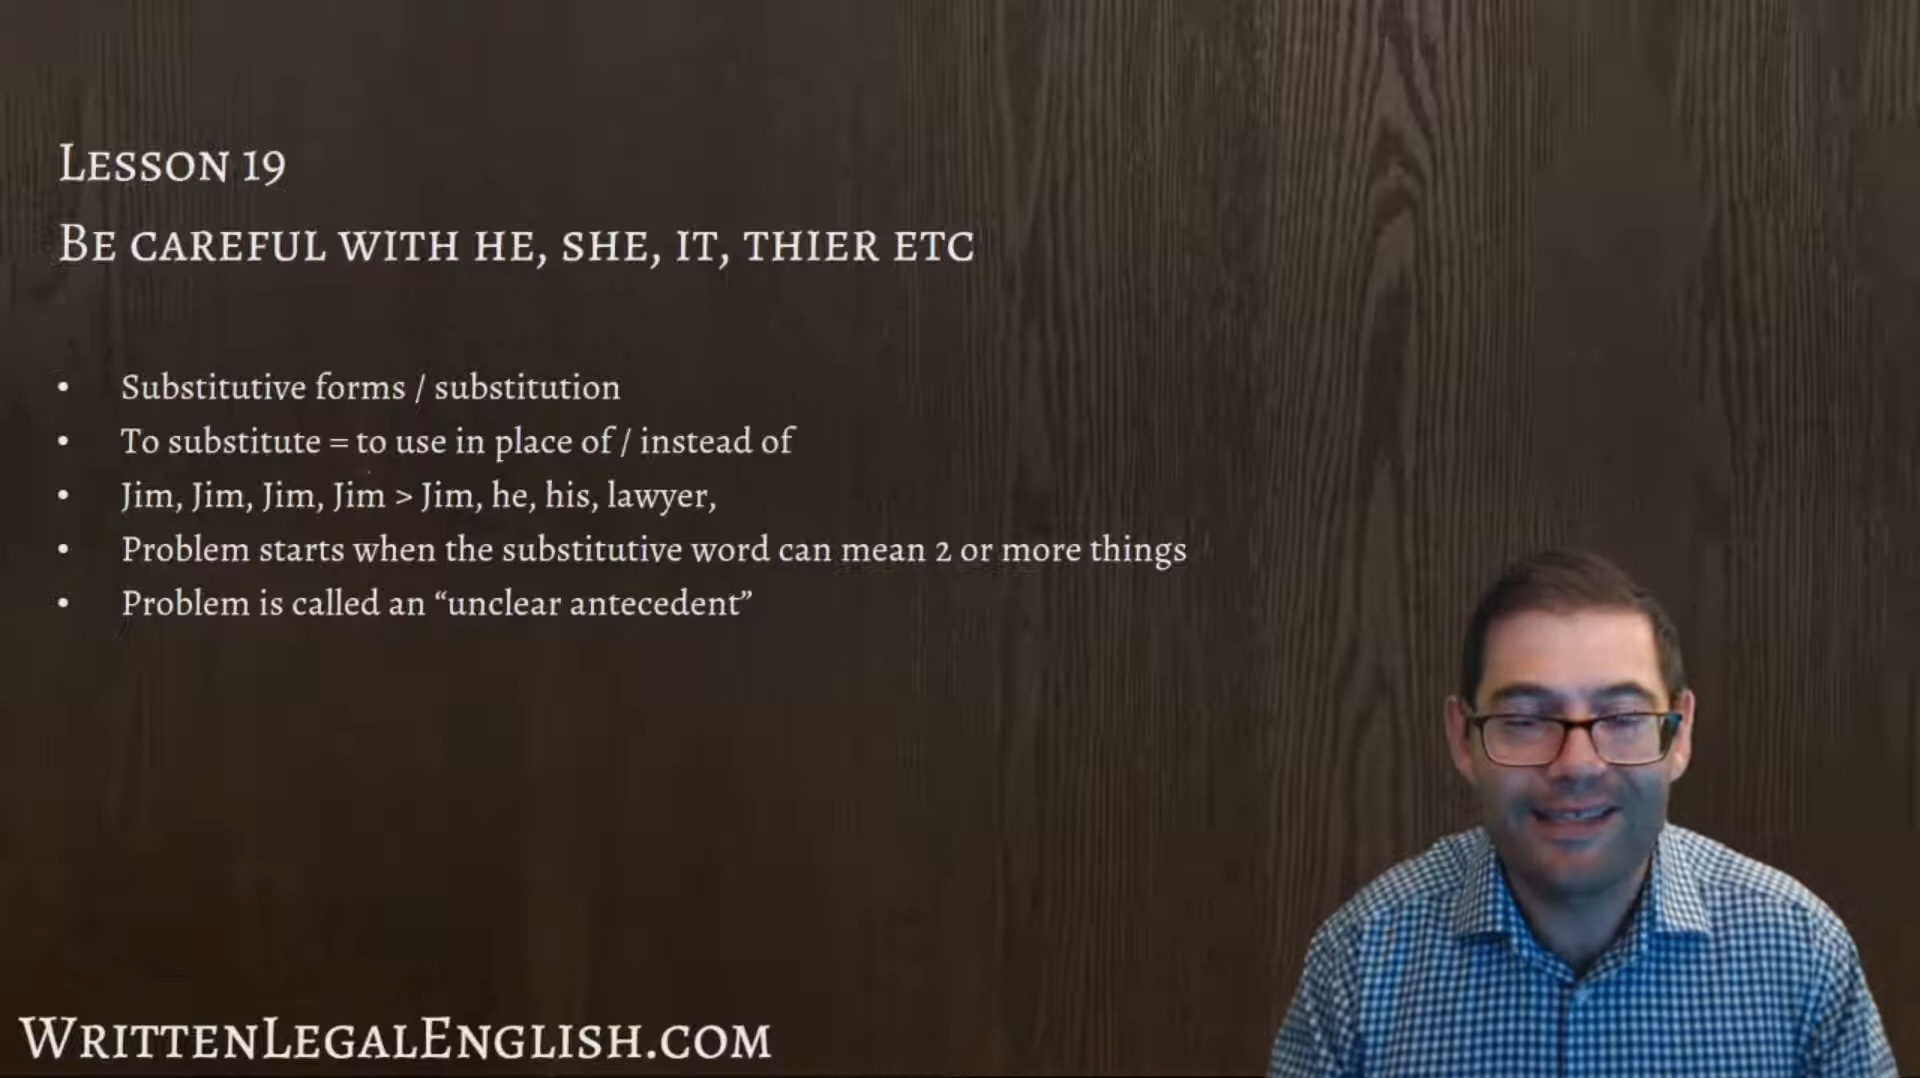 Lesson 19
Be careful with he, she, it, thier etc
• Substitutive forms / substitution
• To substitute = to use in place of / instead of
• Jim, Jim, Jim, Jim > Jim, he, his, lawyer,
• Problem starts when the substitutive word can mean 2 or more things
• Problem is called an “unclear antecedent”
WrittenLegalEnglish.com